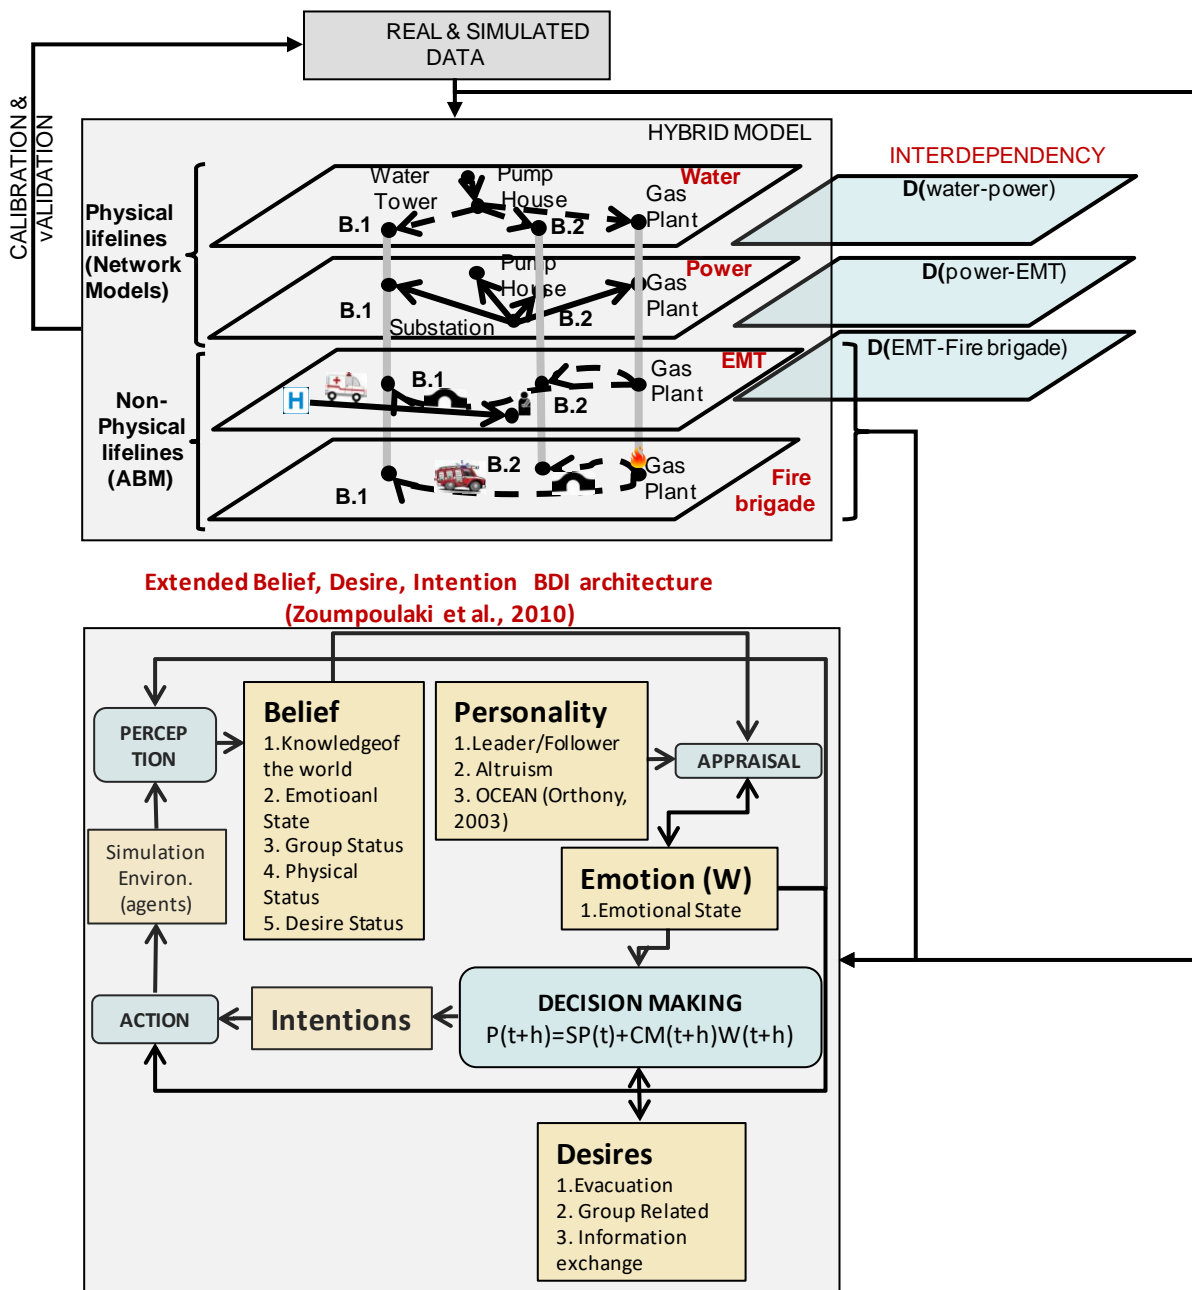 REAL & SIMULATED
DATA
CALIBRATION &
vALIDATION
HYBRID MODEL
INTERDEPENDENCY
Physical
lifelines
(Network
Models)
Water
Tower
Pump
House
Water
Gas
Plant
B.1
B.2
D(water-power)
Pump
House
Power
Gas
Plant
B.1
B.2
Substation
D(power-EMT)
Non-
Physical
lifelines
(ABM)
EMT
B.1
Gas
Plant
H
B.2
D(EMT-Fire brigade)
B.2
Gas
Plant
B.1
Fire
brigade
Extended Belief, Desire, Intention BDI architecture
(Zoumpoulaki et al., 2010)
PERCEP
TION
Belief
1.Knowledgeof
the world
2. Emotioanl
State
3. Group Status
4. Physical
Status
5. Desire Status
Personality
1.Leader/Follower
2. Altruism
3. OCEAN (Orthony,
2003)
APPRAISAL
Simulation
Environ.
(agents)
Emotion (W)
1.Emotional State
ACTION
Intentions
DECISION MAKING
P(t+h)=SP(t)+CM(t+h)W(t+h)
Desires
1.Evacuation
2. Group Related
3. Information
exchange